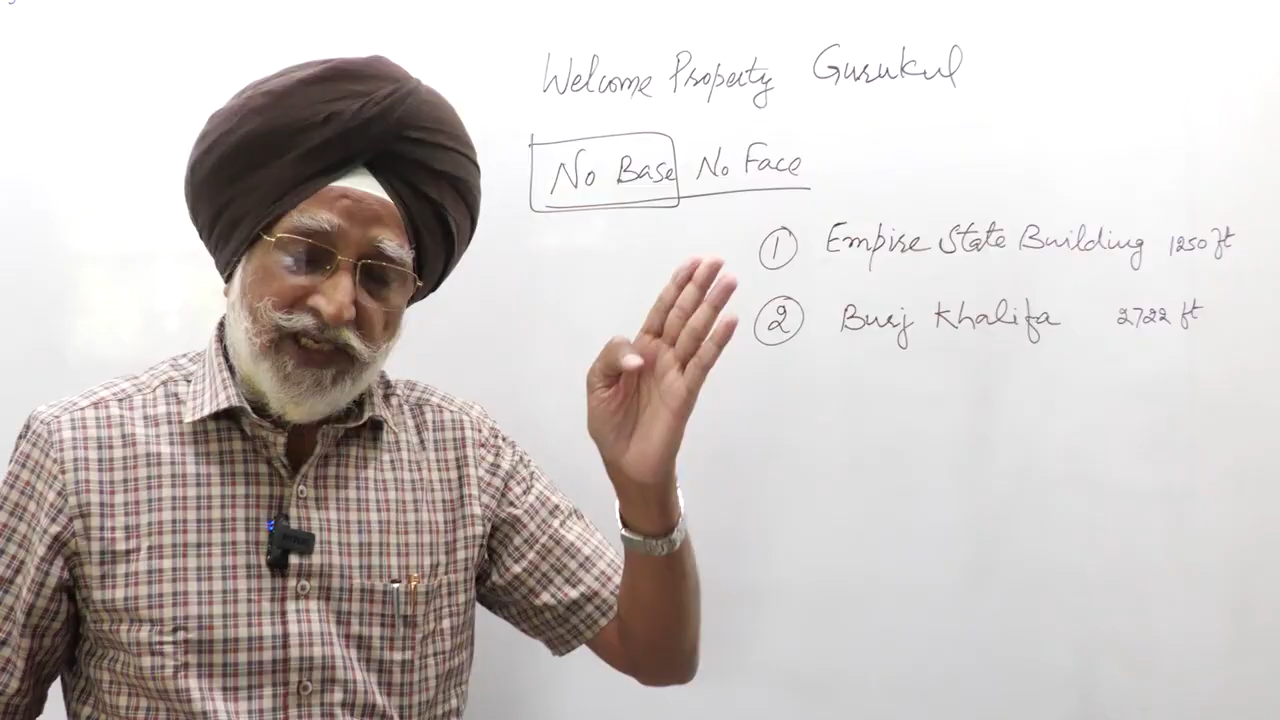 Welcome Property Gurukul
No Base No Face
1 Empire State Building 1250 ft
2 Burj Khalifa 2722 ft